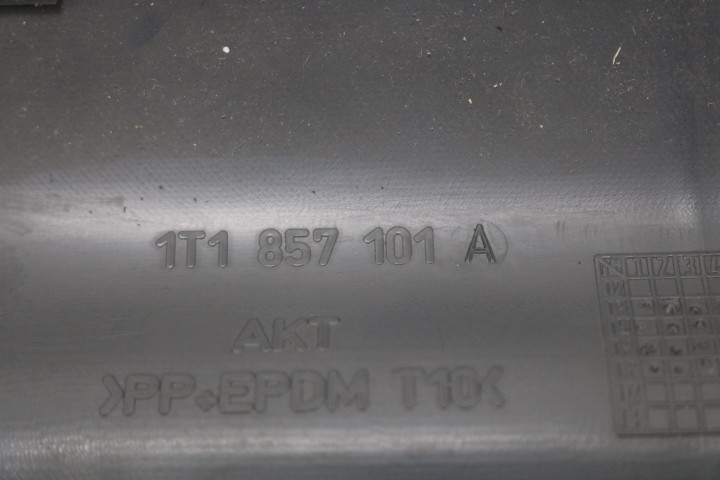 1T1 857 101 A
AKT
>PP+EPDM T10<